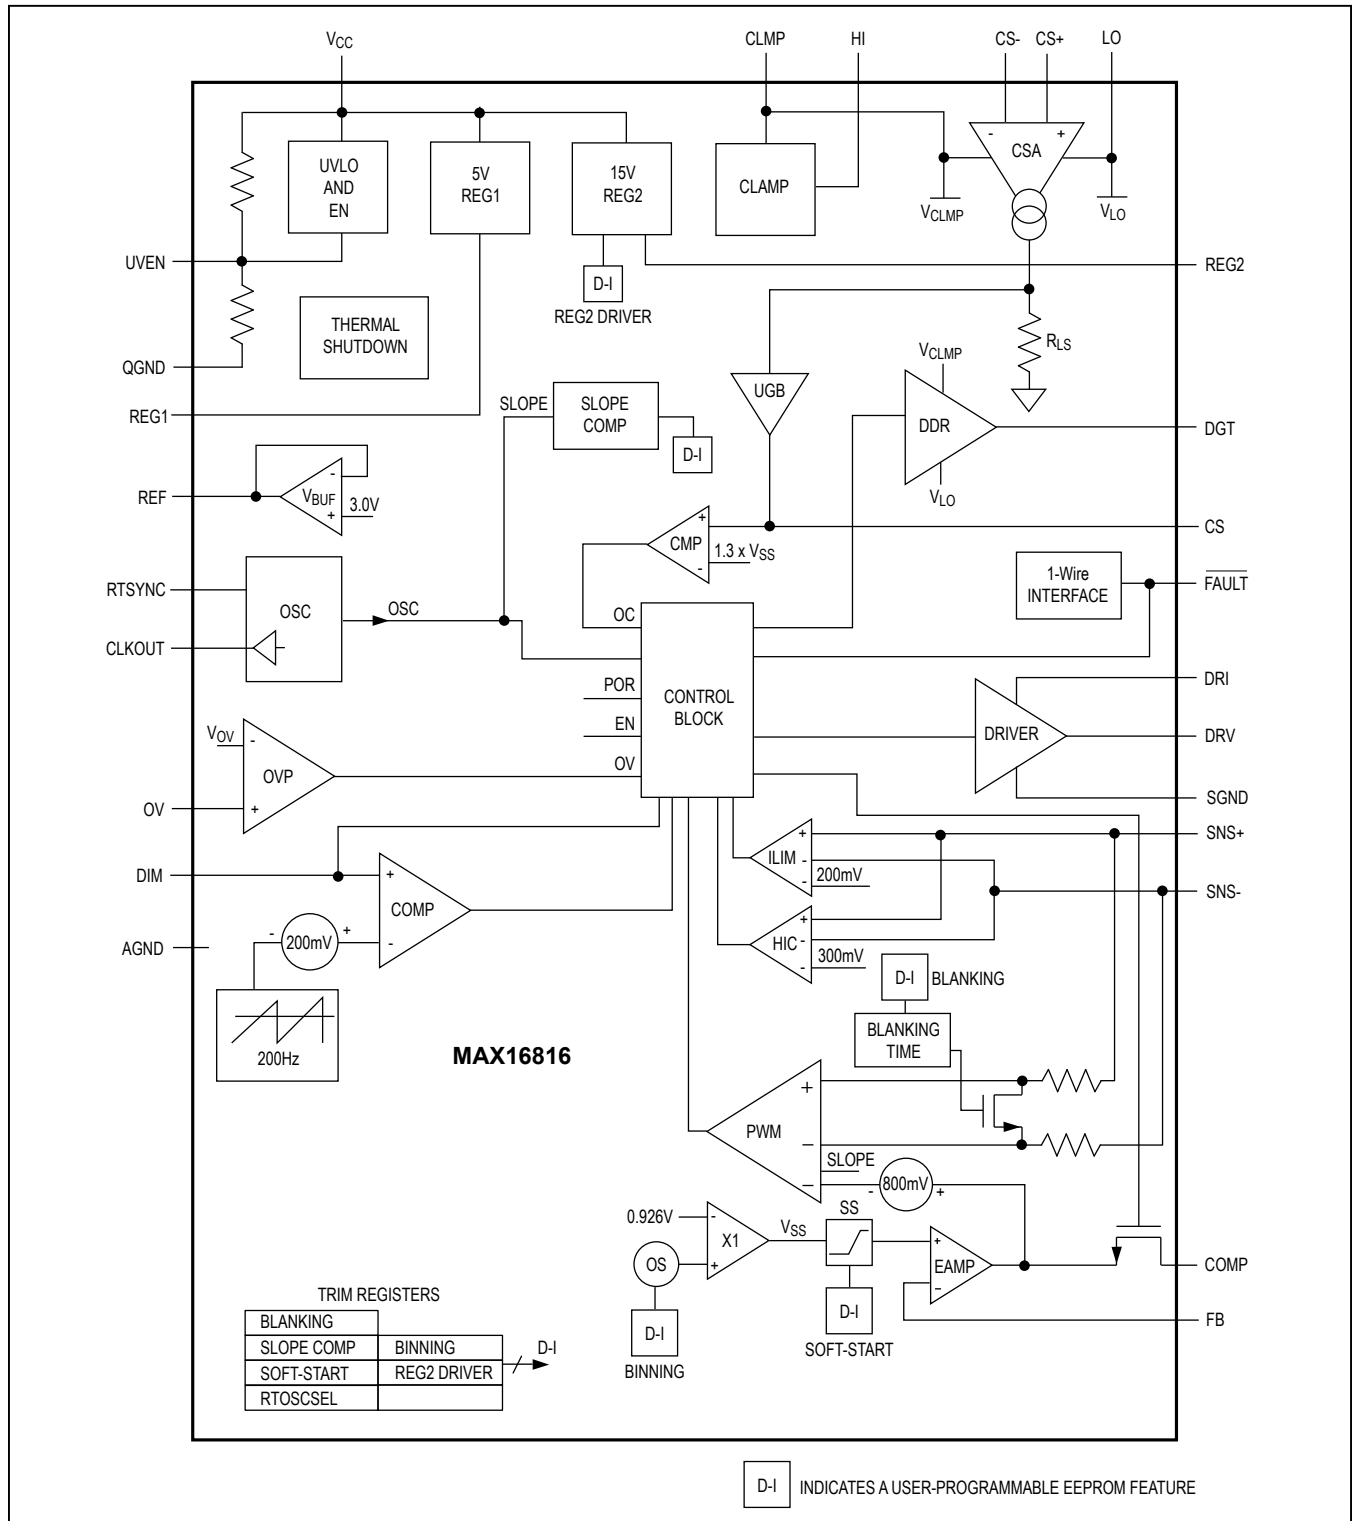 VCC
CLMP
HI
CS-
CS+
LO
UVLO
AND
EN
5V
REG1
15V
REG2
CLAMP
-
+
CSA
VCLMP
VLO
UVEN
REG2
D-I
REG2 DRIVER
THERMAL
SHUTDOWN
RLS
QGND
VCLMP
UGB
REG1
SLOPE
SLOPE
COMP
DDR
DGT
D-I
REF
-
VBUF
+
3.0V
VLO
+
CMP
1.3 x VSS
-
CS
1-Wire
INTERFACE
FAULT
RTSYNC
OSC
OSC
CLKOUT
OC
POR
EN
OV
CONTROL
BLOCK
DRI
DRIVER
DRV
SGND
VOV
-
OVP
+
OV
+
ILIM
-
-
200mV
SNS+
SNS-
DIM
+
COMP
-
AGND
-
200mV
+
+
HIC
-
-
300mV
D-I
BLANKING
BLANKING
TIME
200Hz
MAX16816
+
PWM
–
SLOPE
–
-
800mV
+
0.926V
-
X1
+
OS
VSS
SS
+
EAMP
–
COMP
FB
D-I
BINNING
D-I
SOFT-START
TRIM REGISTERS
BLANKING
SLOPE COMP
BINNING
SOFT-START
REG2 DRIVER
RTOSCSEL
D-I
D-I
INDICATES A USER-PROGRAMMABLE EEPROM FEATURE